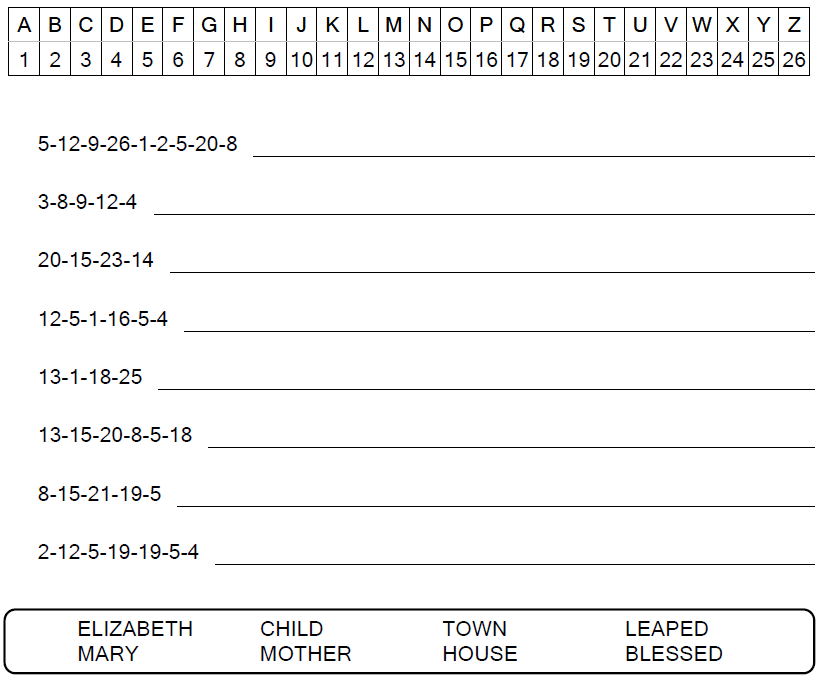 A B C D E F G H I J K L M N O P Q R S T U V W X Y Z
1 2 3 4 5 6 7 8 9 10 11 12 13 14 15 16 17 18 19 20 21 22 23 24 25 26
5-12-9-26-1-2-5-20-8
3-8-9-12-4
20-15-23-14
12-5-1-16-5-4
13-1-18-25
13-15-20-8-5-18
8-15-21-19-5
2-12-5-19-19-5-4
ELIZABETH CHILD TOWN LEAPED
MARY MOTHER HOUSE BLESSED